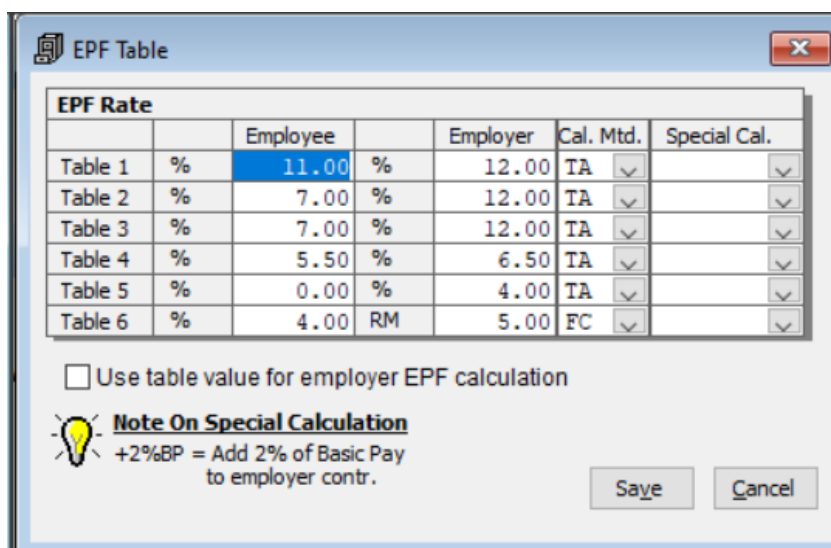 EPF Table
EPF Rate
Employee Employer Cal. Mtd. Special Cal.
Table 1 % 11.00 % 12.00 TA
Table 2 % 7.00 % 12.00 TA
Table 3 % 7.00 % 12.00 TA
Table 4 % 5.50 % 6.50 TA
Table 5 % 0.00 % 4.00 TA
Table 6 % 4.00 RM 5.00 FC
Use table value for employer EPF calculation
Note On Special Calculation
+2%BP = Add 2% of Basic Pay
to employer contr.
Save Cancel